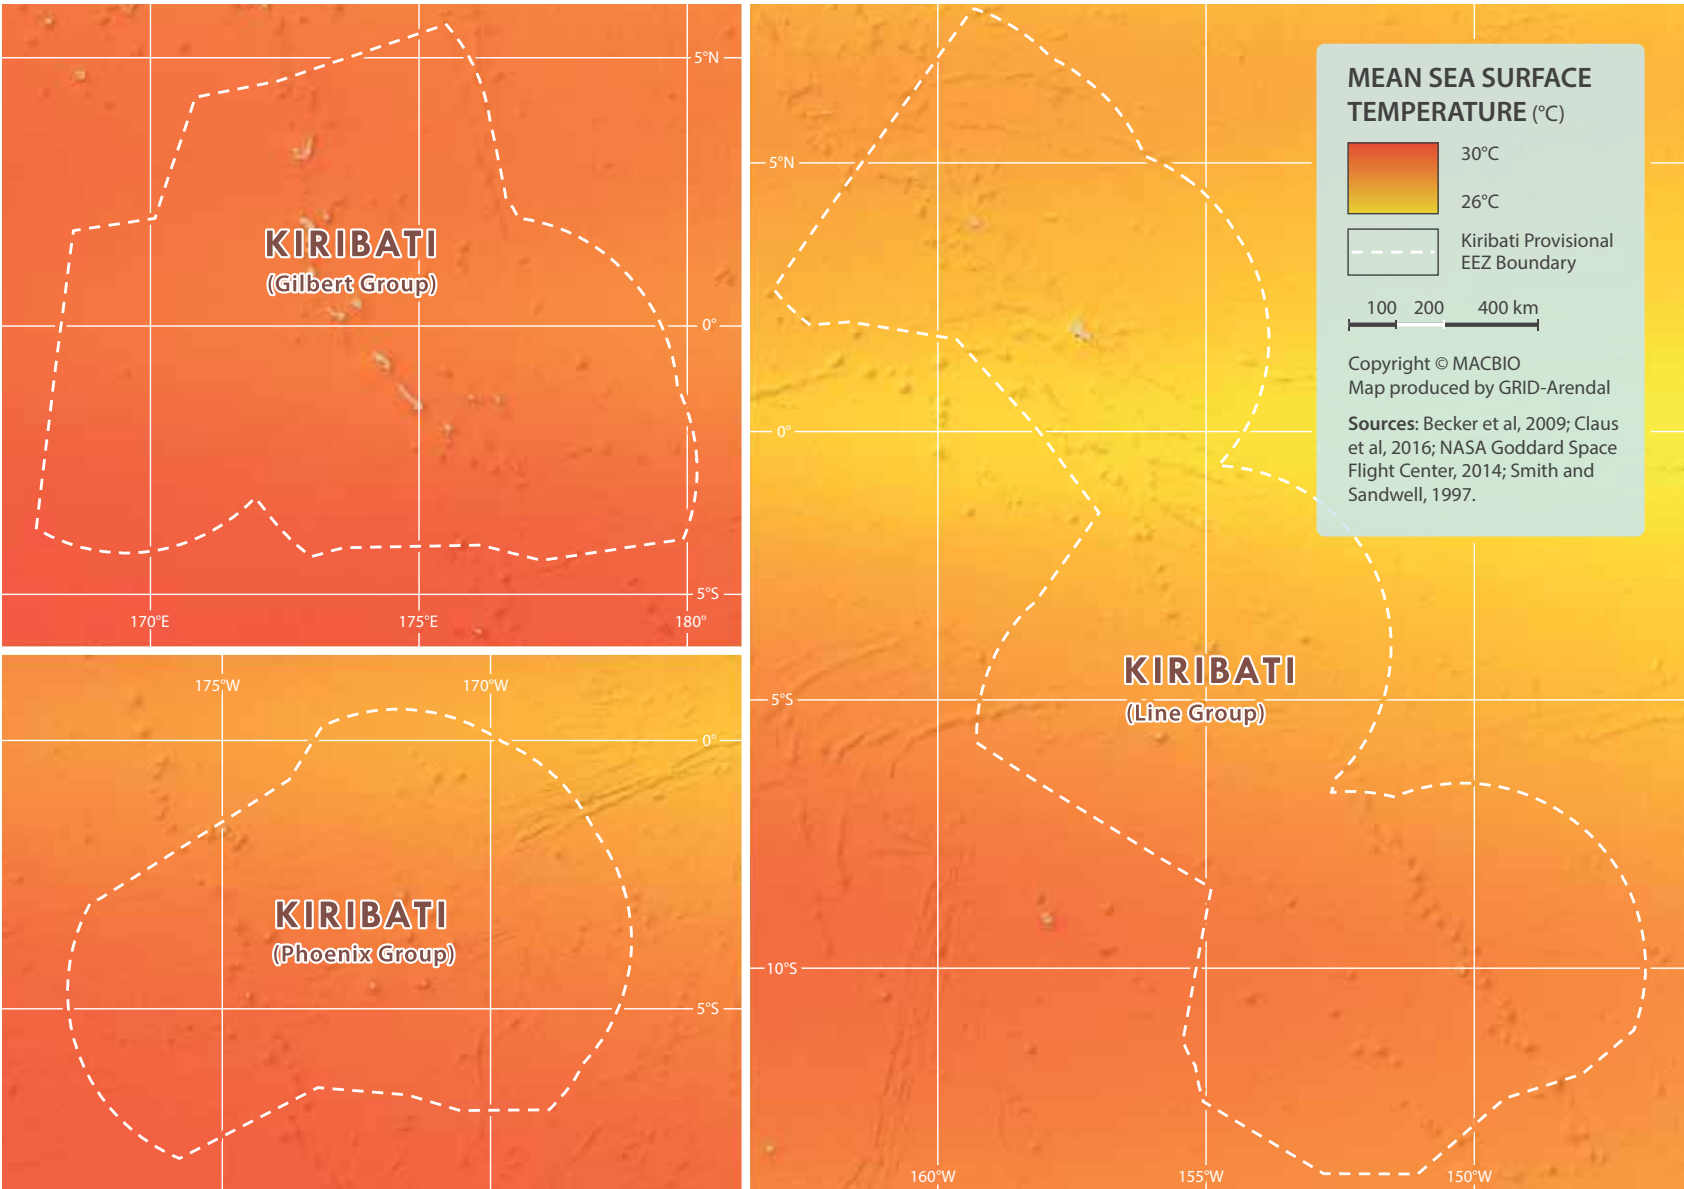 5°N
KIRIBATI
(Gilbert Group)
0°
5°S
170°E
175°E
180°
175°W
170°W
0°
KIRIBATI
(Phoenix Group)
5°S
5°N
0°
KIRIBATI
(Line Group)
5°S
10°S
160°W
155°W
150°W
MEAN SEA SURFACE
TEMPERATURE (°C)
30°C
26°C
Kiribati Provisional
EEZ Boundary
100 200 400 km
Copyright © MACBIO
Map produced by GRID-Arendal
Sources: Becker et al, 2009; Claus
et al, 2016; NASA Goddard Space
Flight Center, 2014; Smith and
Sandwell, 1997.